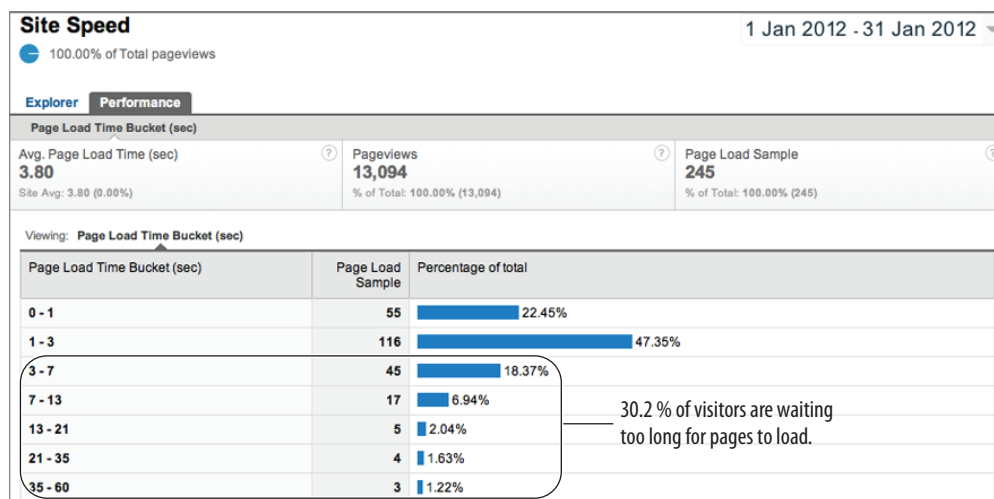 Site Speed
1 Jan 2012 - 31 Jan 2012
100.00% of Total pageviews
Explorer Performance
Page Load Time Bucket (sec)
Avg. Page Load Time (sec) ? Pageviews ? Page Load Sample ?
3.80 13,094 245
Site Avg: 3.80 (0.00%) % of Total: 100.00% (13,094) % of Total: 100.00% (245)
Viewing: Page Load Time Bucket (sec)
Page Load Time Bucket (sec) Page Load Percentage of total
Sample
0 - 1 55 22.45%
1 - 3 116 47.35%
3 - 7 45 18.37%
7 - 13 17 6.94%
13 - 21 5 2.04%
21 - 35 4 1.63%
35 - 60 3 1.22%
30.2 % of visitors are waiting
too long for pages to load.